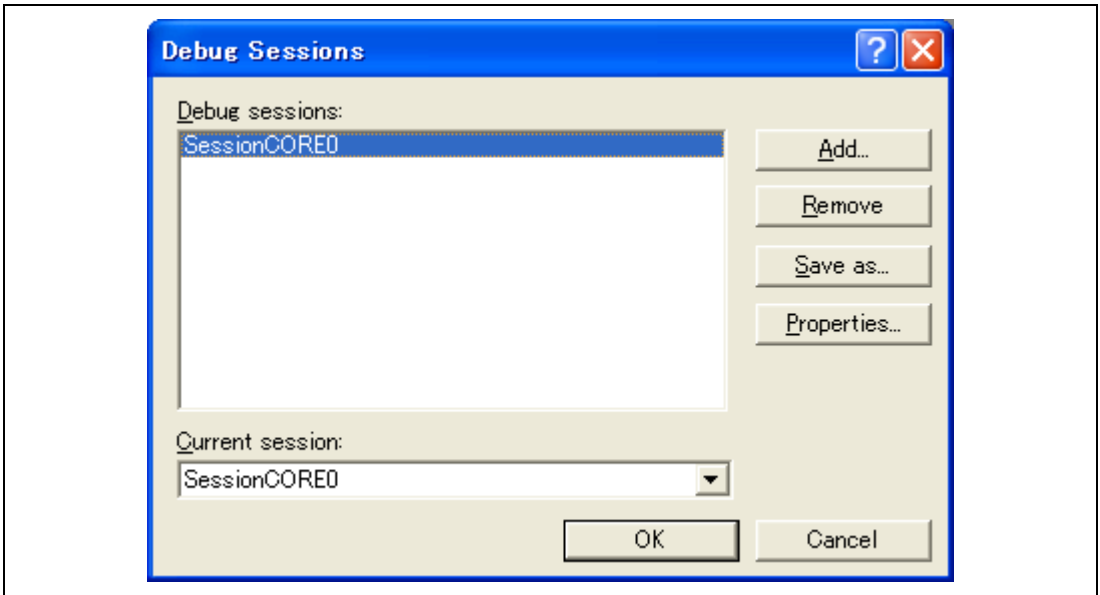 Debug Sessions
Debug sessions:
SessionCORE0
Add...
Remove
Save as...
Properties...
Current session:
SessionCORE0
OK
Cancel